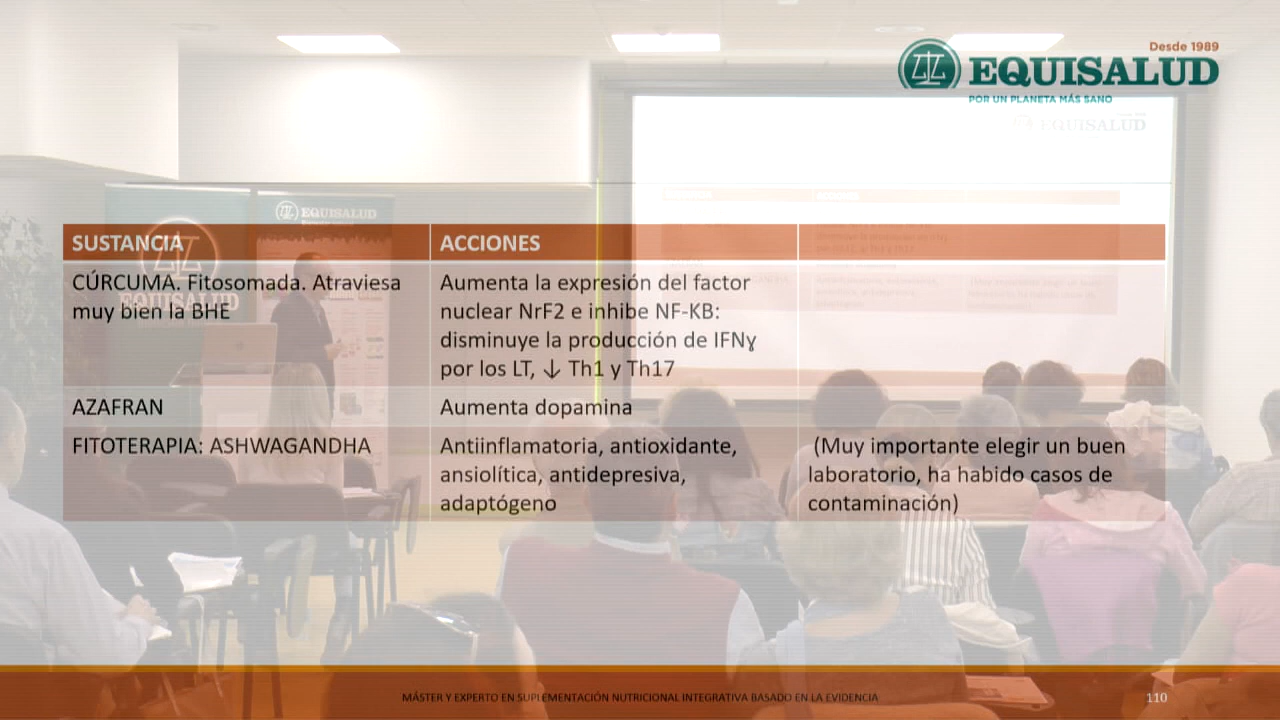 Desde 1989
EQUISALUD
POR UN PLANETA MÁS SANO
EQUISALUD
EQUISALUD
EQUISALUD
SUSTANCIA
ACCIONES
CÚRCUMA. Fitosomada. Atraviesa
muy bien la BHE
Aumenta la expresión del factor
nuclear NrF2 e inhibe NF-KB:
disminuye la producción de IFNɣ
por los LT, ↓ Th1 y Th17
AZAFRAN
Aumenta dopamina
FITOTERAPIA: ASHWAGANDHA
Antiinflamatoria, antioxidante,
ansiolítica, antidepresiva,
adaptógeno
(Muy importante elegir un buen
laboratorio, ha habido casos de
contaminación)
MÁSTER Y EXPERTO EN SUPLEMENTACIÓN NUTRICIONAL INTEGRATIVA BASADO EN LA EVIDENCIA
110